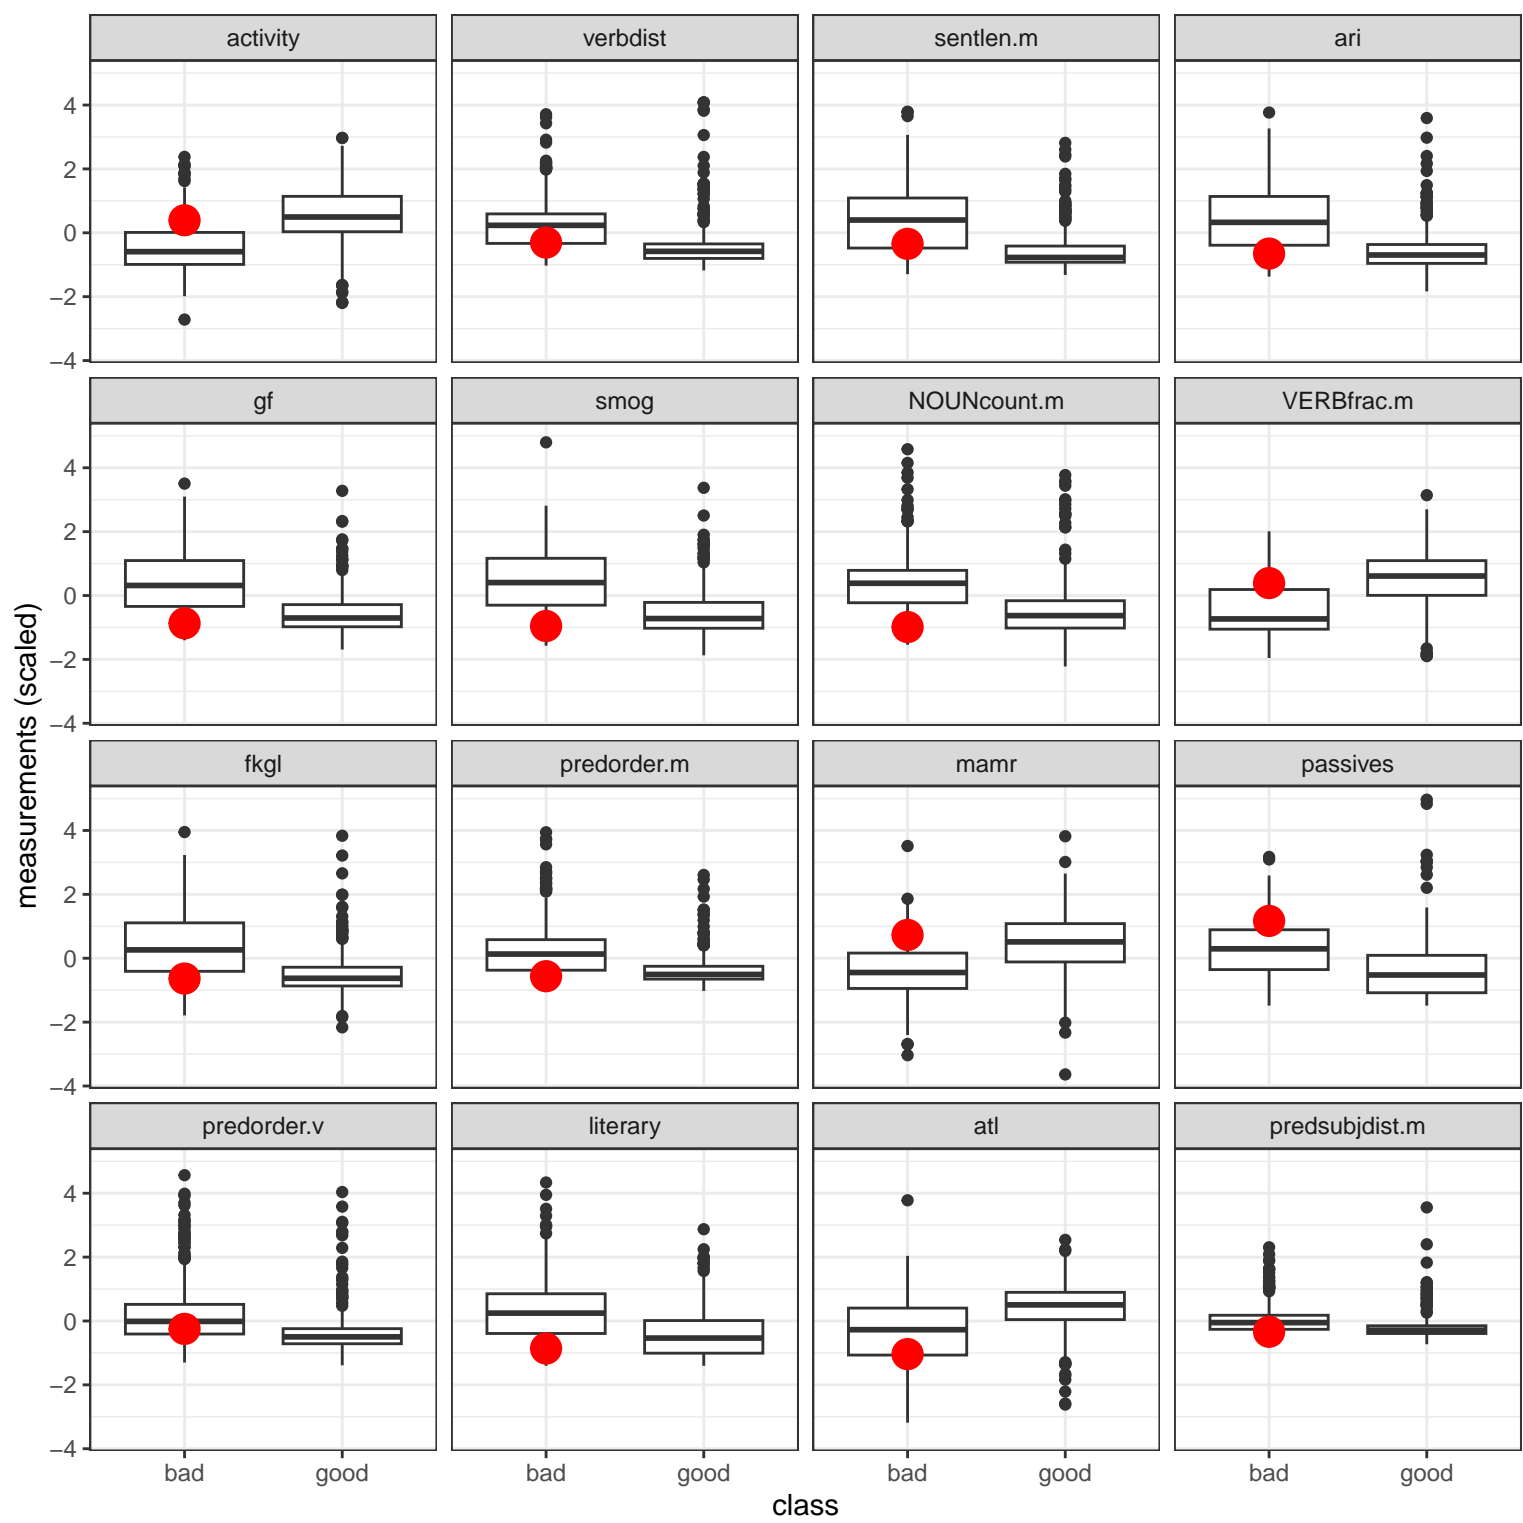 activity verbdist sentlen.m ari
4
2
0
−2
−4
gf smog NOUNcount.m VERBfrac.m
4
2
0
−2
−4
fkgl predorder.m mamr passives
4
2
0
−2
−4
predorder.v literary atl predsubjdist.m
4
2
0
−2
−4
bad good bad good bad good bad good
class
measurements (scaled)